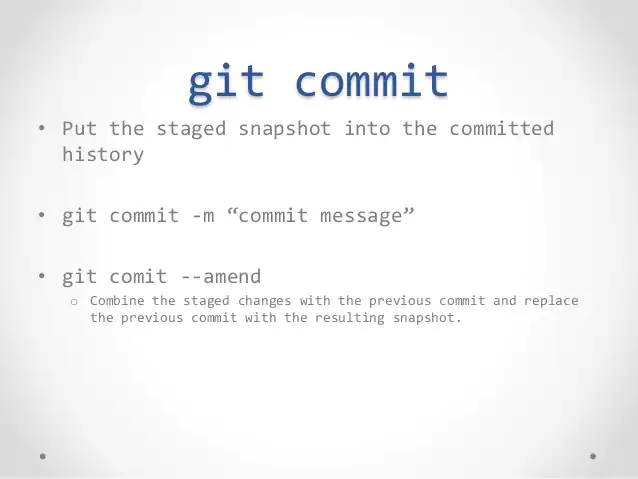 git commit
• Put the staged snapshot into the committed
history
• git commit -m “commit message”
• git comit --amend
o Combine the staged changes with the previous commit and replace
the previous commit with the resulting snapshot.